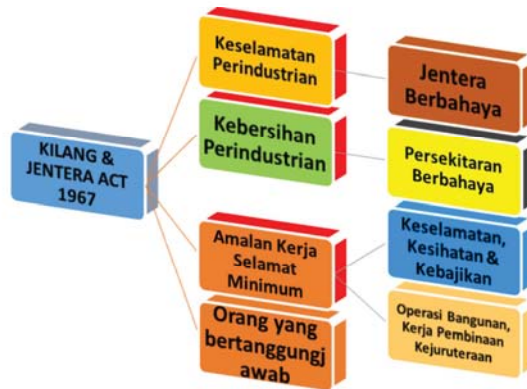 KILANG &
JENTERA ACT
1967
Keselamatan
Perindustrian
Kebersihan
Perindustrian
Amalan Kerja
Selamat
Minimum
Orang yang
bertanggungj
awab
Jentera
Berbahaya
Persekitaran
Berbahaya
Keselamatan,
Kesihatan &
Kebajikan
Operasi Bangunan,
Kerja Pembinaan
Kejuruteraan